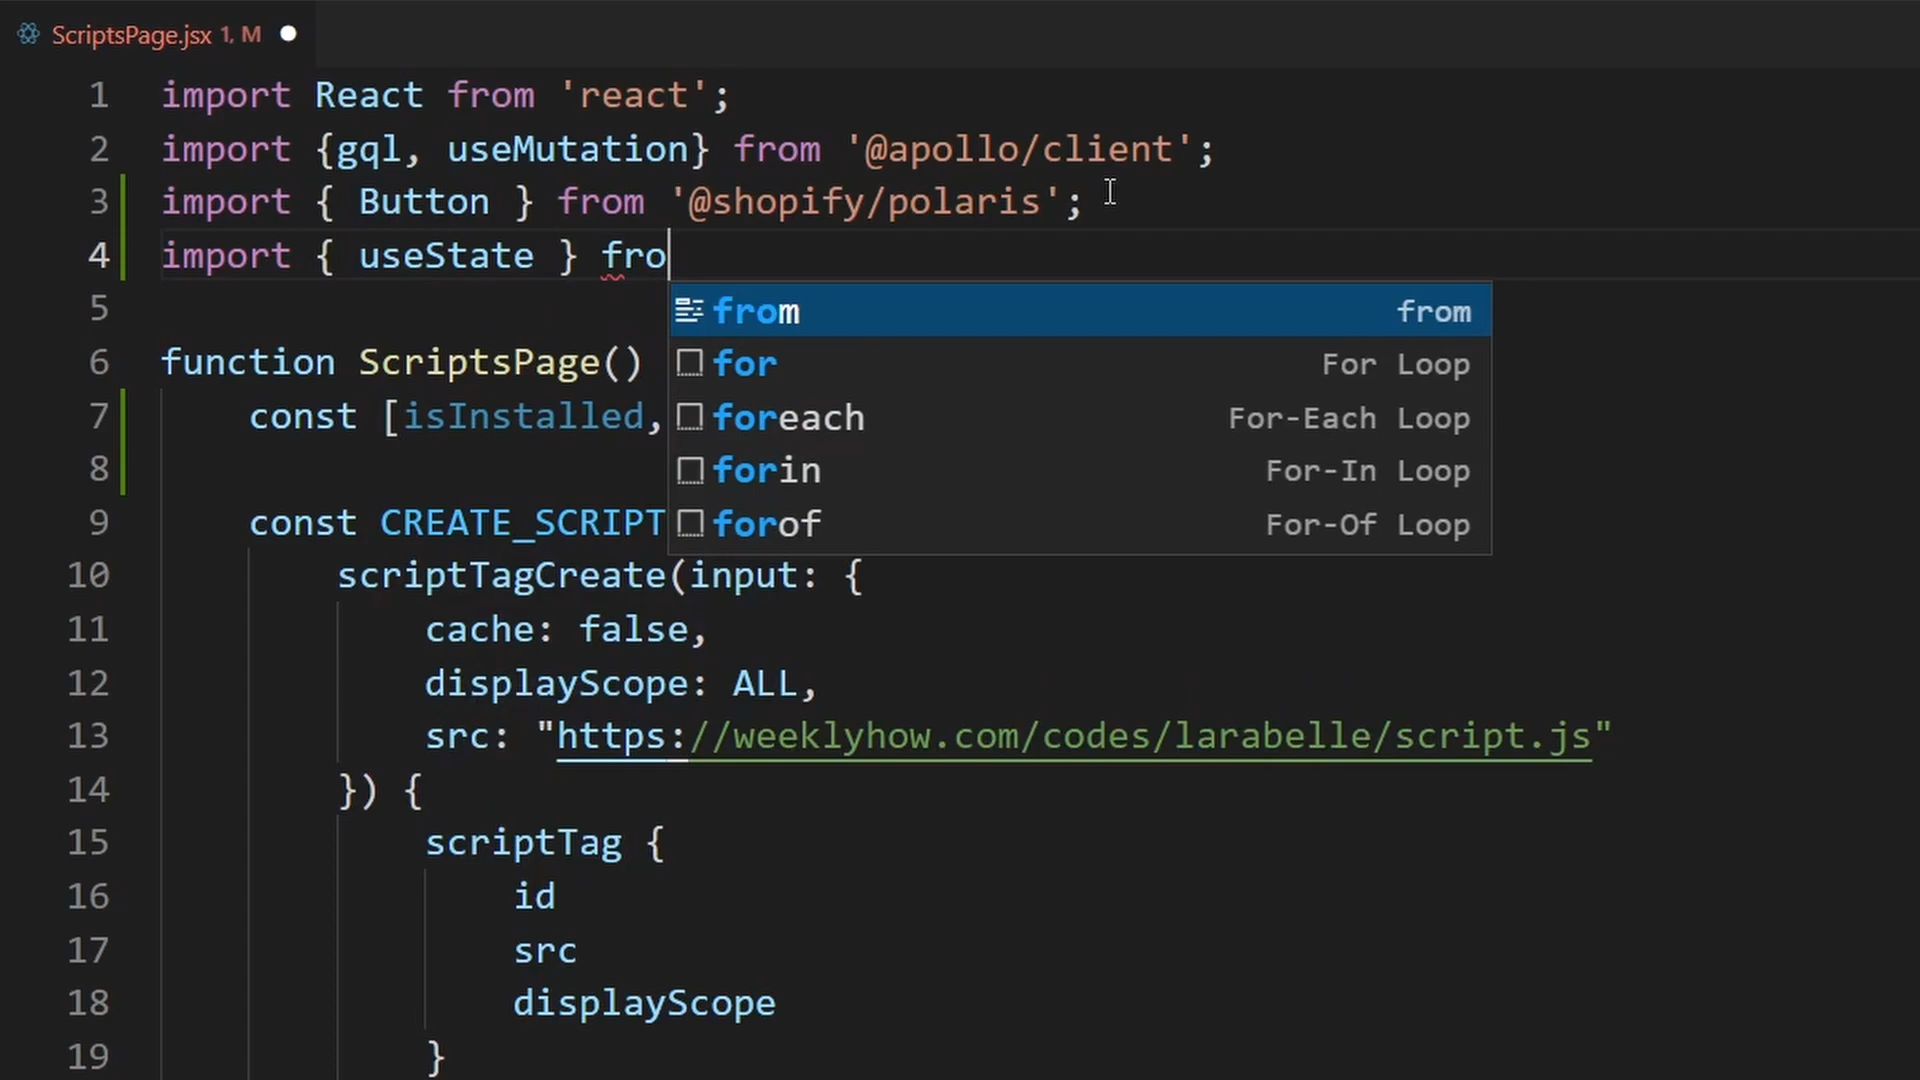 ScriptsPage.jsx 1, M
1 import React from 'react';
2 import {gql, useMutation} from '@apollo/client';
3 import { Button } from '@shopify/polaris';
4 import { useState } fro
5
from from
6 function ScriptsPage()
for For Loop
7 const [isInstalled,
foreach For-Each Loop
8
forin For-In Loop
9 const CREATE_SCRIPT
forof For-Of Loop
10 scriptTagCreate(input: {
11 cache: false,
12 displayScope: ALL,
13 src: "https://weeklyhow.com/codes/larabelle/script.js"
14 }) {
15 scriptTag {
16 id
17 src
18 displayScope
19 }